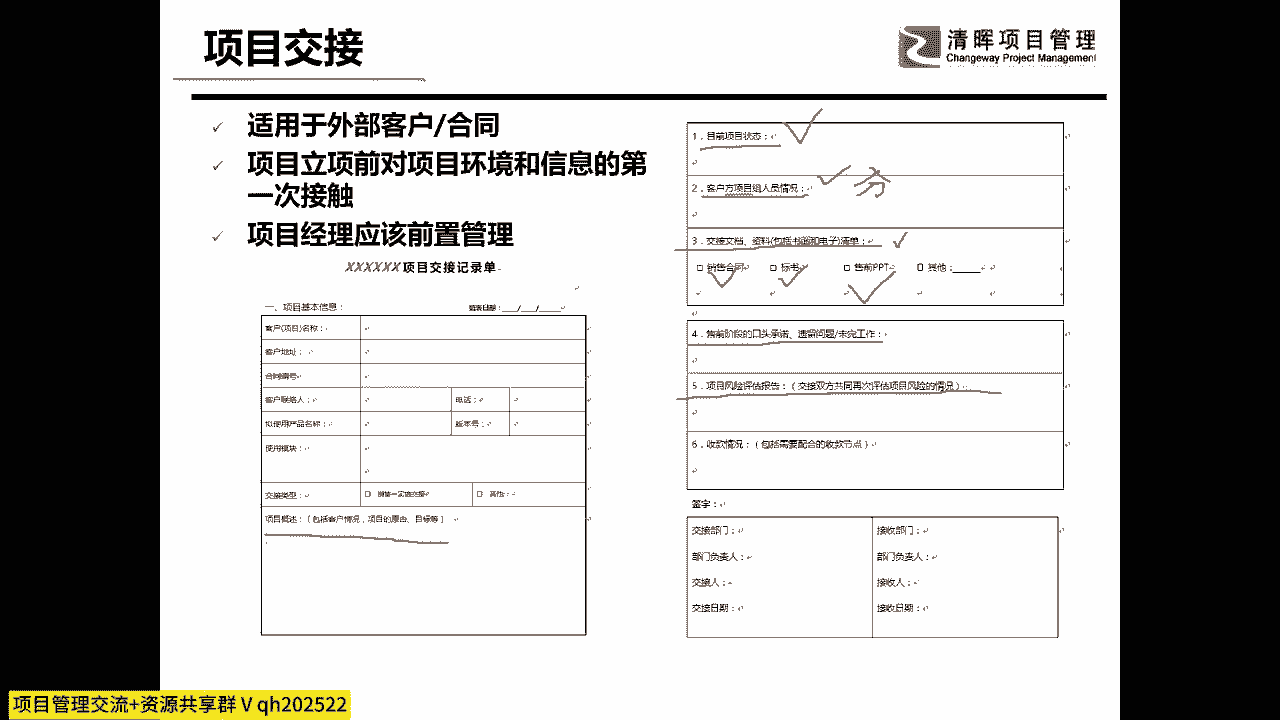 项目交接
清晖项目管理
Changeway Project Management
适用于外部客户/合同
项目立项前对项目环境和信息的第
一次接触
项目经理应该前置管理
XXXXXX 项目交接记录单
一、项目基本信息：
客户(项目)名称：
客户地址：
合同编号
客户联络人： 电话：
拟使用产品名称： 版本号：
使用模块：
交接类型： □ 销售—实施交接 □ 其他：
项目概述：（包括客户情况，项目的原由、目标等）
1．目前项目状态：
2．客户方项目组人员情况：
3．交接文档、资料(包括书面和电子)清单：
□ 销售合同 □ 标书 □ 售前PPT □ 其他：______
4．售前阶段的口头承诺、遗留问题/未完工作：
5．项目风险评估报告：（交接双方共同再次评估项目风险的情况）
6．收款情况：（包括需要配合的收款节点）
签字：
交接部门： 接收部门：
部门负责人： 部门负责人：
交接人： 接收人：
交接日期： 接收日期：
项目管理交流+资源共享群 V qh202522